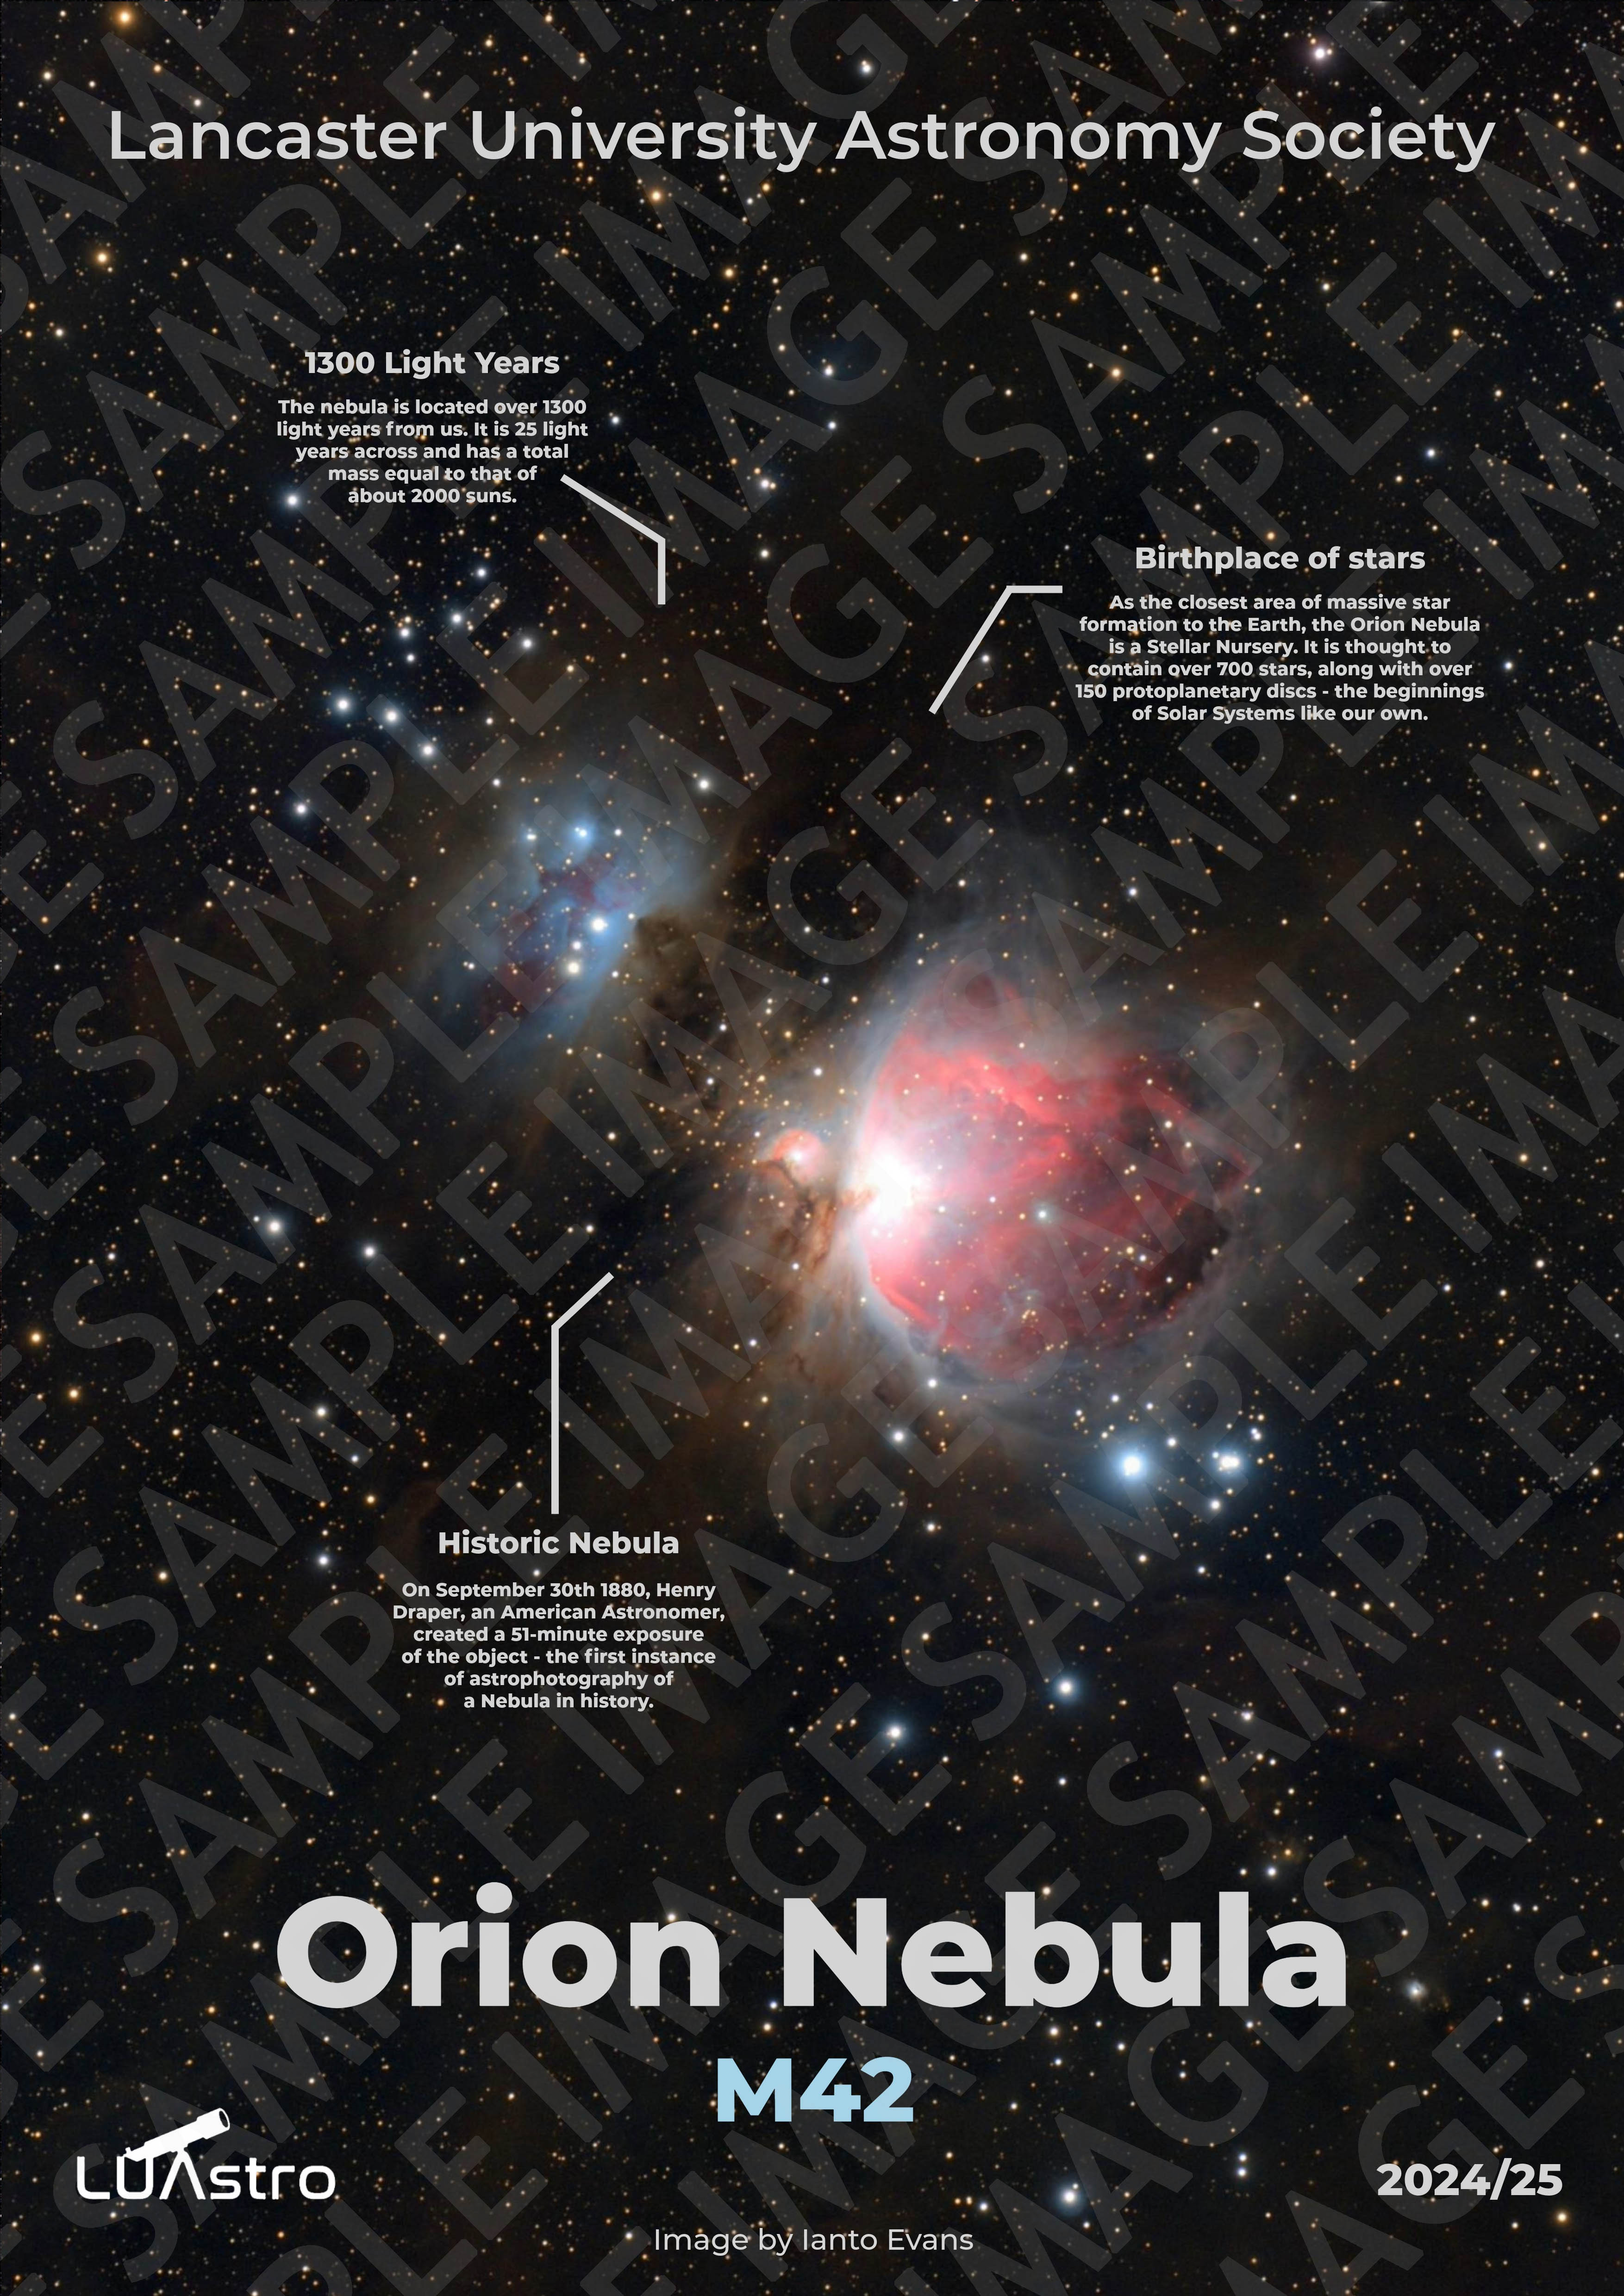 Lancaster University Astronomy Society
1300 Light Years
The nebula is located over 1300
light years from us. It is 25 light
years across and has a total
mass equal to that of
about 2000 suns.
Birthplace of stars
As the closest area of massive star
formation to the Earth, the Orion Nebula
is a Stellar Nursery. It is thought to
contain over 700 stars, along with over
150 protoplanetary discs - the beginnings
of Solar Systems like our own.
Historic Nebula
On September 30th 1880, Henry
Draper, an American Astronomer,
created a 51-minute exposure
of the object - the first instance
of astrophotography of
a Nebula in history.
Orion Nebula
M42
LUAstro
2024/25
Image by Ianto Evans
SAMPLE IMAGE